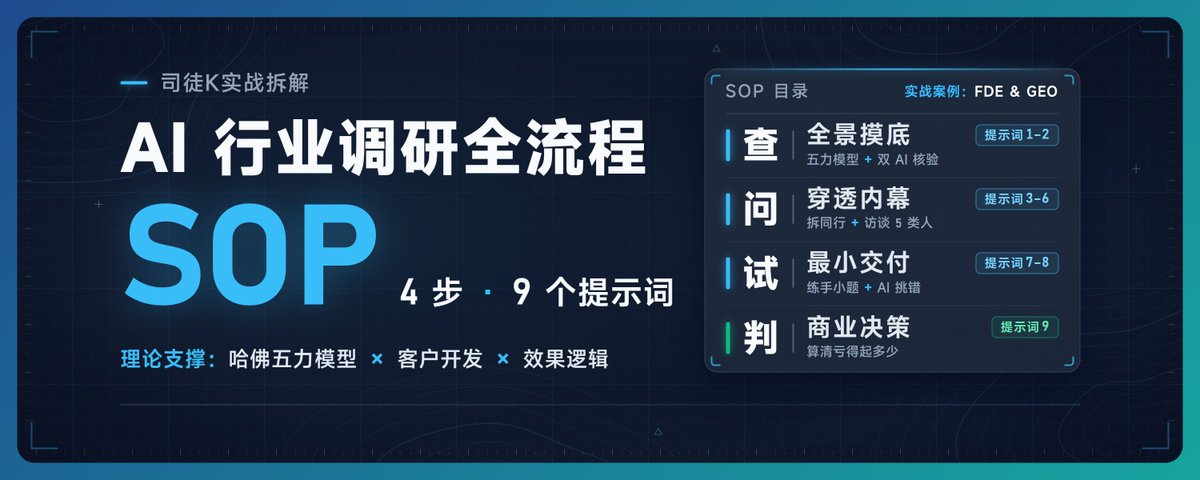 司徒K实战拆解
AI 行业调研全流程
SOP
4 步 · 9 个提示词
理论支撑：哈佛五力模型 × 客户开发 × 效果逻辑
SOP 目录
实战案例：FDE & GEO
查
全景摸底
五力模型 + 双 AI 核验
提示词 1-2
问
穿透内幕
拆同行 + 访谈 5 类人
提示词 3-6
试
最小交付
练手小题 + AI 挑错
提示词 7-8
判
商业决策
算清亏得起多少
提示词 9